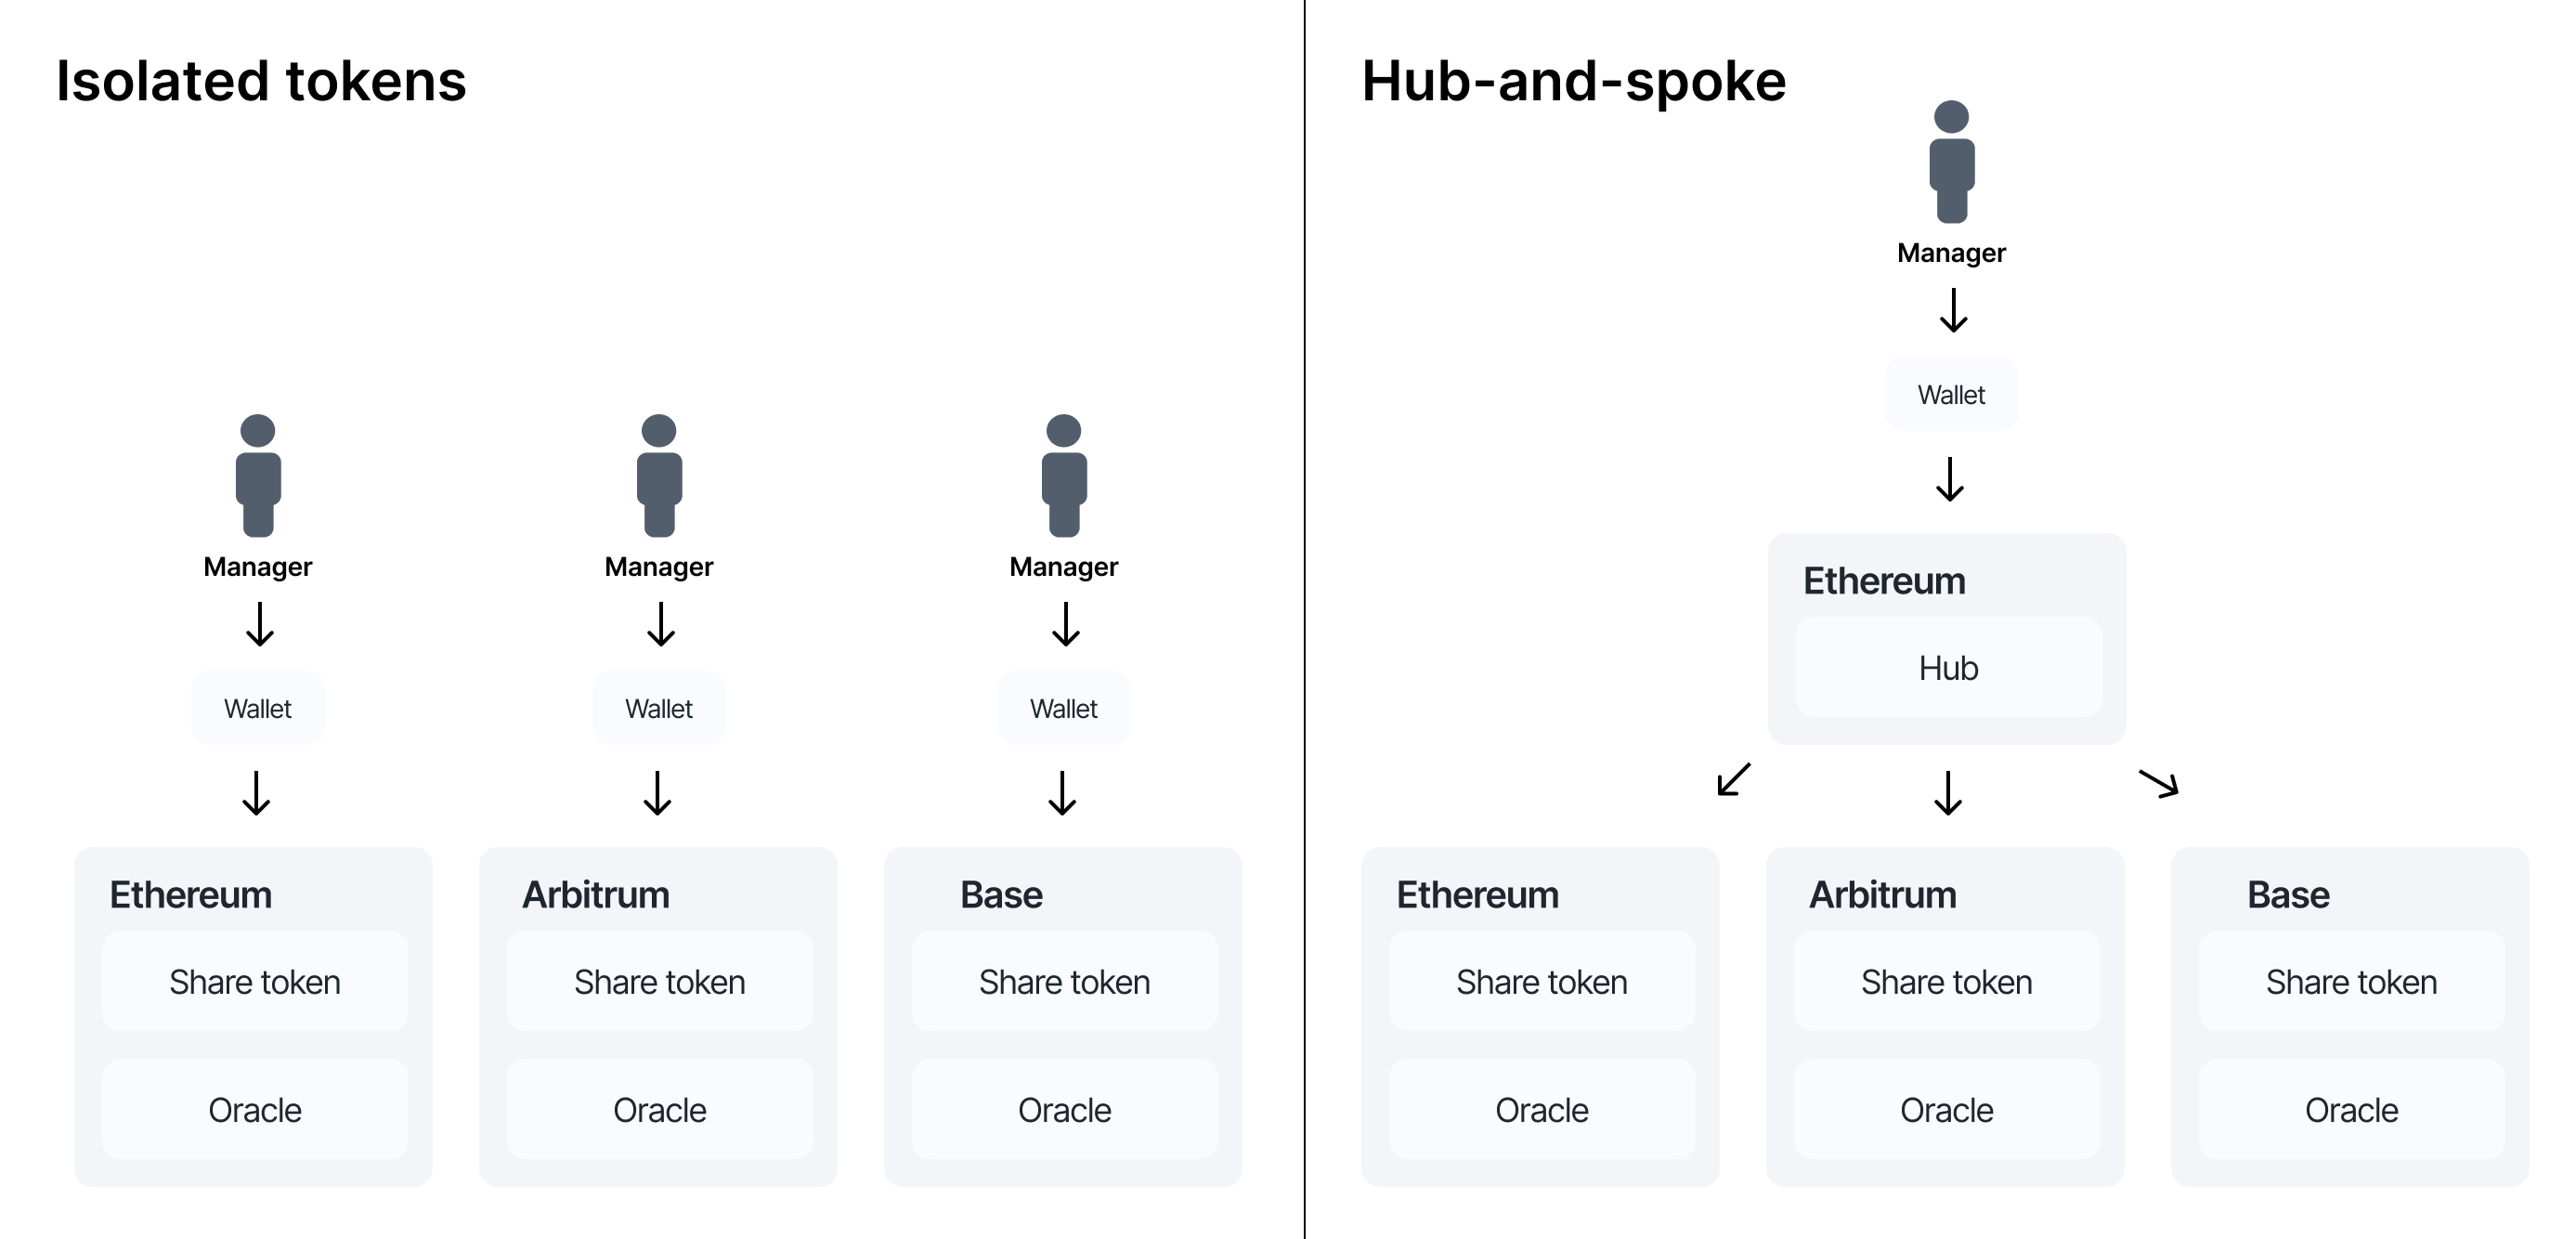 Isolated tokens
Manager
Manager
Manager
Wallet
Wallet
Wallet
Ethereum
Share token
Oracle
Arbitrum
Share token
Oracle
Base
Share token
Oracle
Hub-and-spoke
Manager
Wallet
Ethereum
Hub
Ethereum
Share token
Oracle
Arbitrum
Share token
Oracle
Base
Share token
Oracle